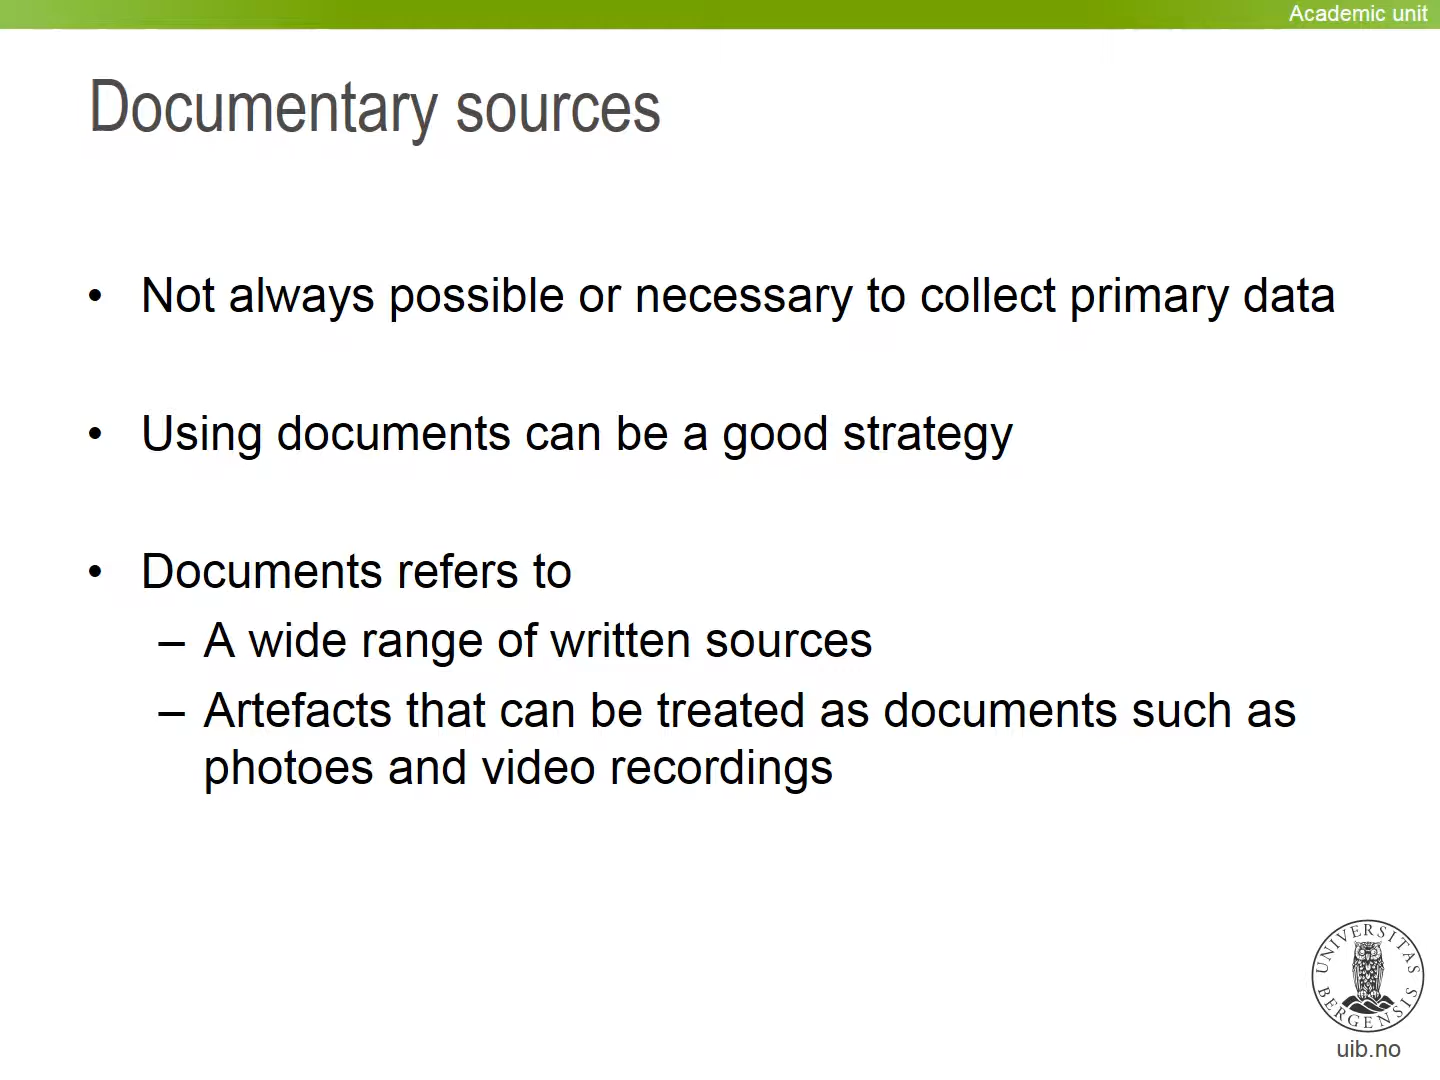 Academic unit
Documentary sources
• Not always possible or necessary to collect primary data
• Using documents can be a good strategy
• Documents refers to
– A wide range of written sources
– Artefacts that can be treated as documents such as
photoes and video recordings
UNIVERSITAS
BERGENSIS
uib.no